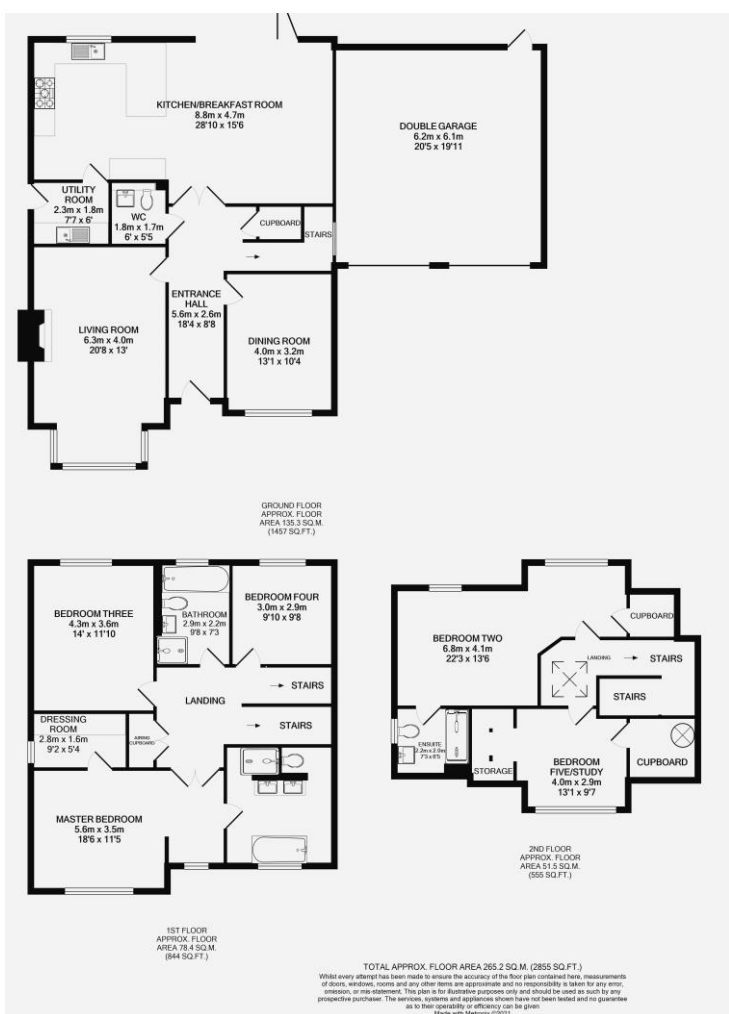 KITCHEN/BREAKFAST ROOM
8.8m x 4.7m
28'10 x 15'6
DOUBLE GARAGE
6.2m x 6.1m
20'5 x 19'11
UTILITY
ROOM
2.3m x 1.8m
7'7 x 6'
WC
1.8m x 1.7m
6' x 5'5
CUPBOARD
STAIRS
ENTRANCE
HALL
5.6m x 2.6m
18'4 x 8'8
LIVING ROOM
6.3m x 4.0m
20'8 x 13'
DINING ROOM
4.0m x 3.2m
13'1 x 10'4
GROUND FLOOR
APPROX. FLOOR
AREA 135.3 SQ.M.
(1457 SQ.FT.)
BEDROOM THREE
4.3m x 3.6m
14' x 11'10
BATHROOM
2.9m x 2.2m
9'8 x 7'3
BEDROOM FOUR
3.0m x 2.9m
9'10 x 9'8
LANDING
STAIRS
STAIRS
DRESSING
ROOM
2.8m x 1.6m
9'2 x 5'4
AIRING
CUPBOARD
MASTER BEDROOM
5.6m x 3.5m
18'6 x 11'5
1ST FLOOR
APPROX. FLOOR
AREA 78.4 SQ.M.
(844 SQ.FT.)
BEDROOM TWO
6.8m x 4.1m
22'3 x 13'6
CUPBOARD
LANDING
STAIRS
STAIRS
ENSUITE
2.2m x 2.0m
7'3 x 6'5
STORAGE
BEDROOM
FIVE/STUDY
4.0m x 2.9m
13'1 x 9'7
CUPBOARD
2ND FLOOR
APPROX. FLOOR
AREA 51.5 SQ.M.
(555 SQ.FT.)
TOTAL APPROX. FLOOR AREA 265.2 SQ.M. (2855 SQ.FT.)
Whilst every attempt has been made to ensure the accuracy of the floor plan contained here, measurements
of doors, windows, rooms and any other items are approximate and no responsibility is taken for any error,
omission, or mis-statement. This plan is for illustrative purposes only and should be used as such by any
prospective purchaser. The services, systems and appliances shown have not been tested and no guarantee
as to their operability or efficiency can be given
Made with Metropix ©2021